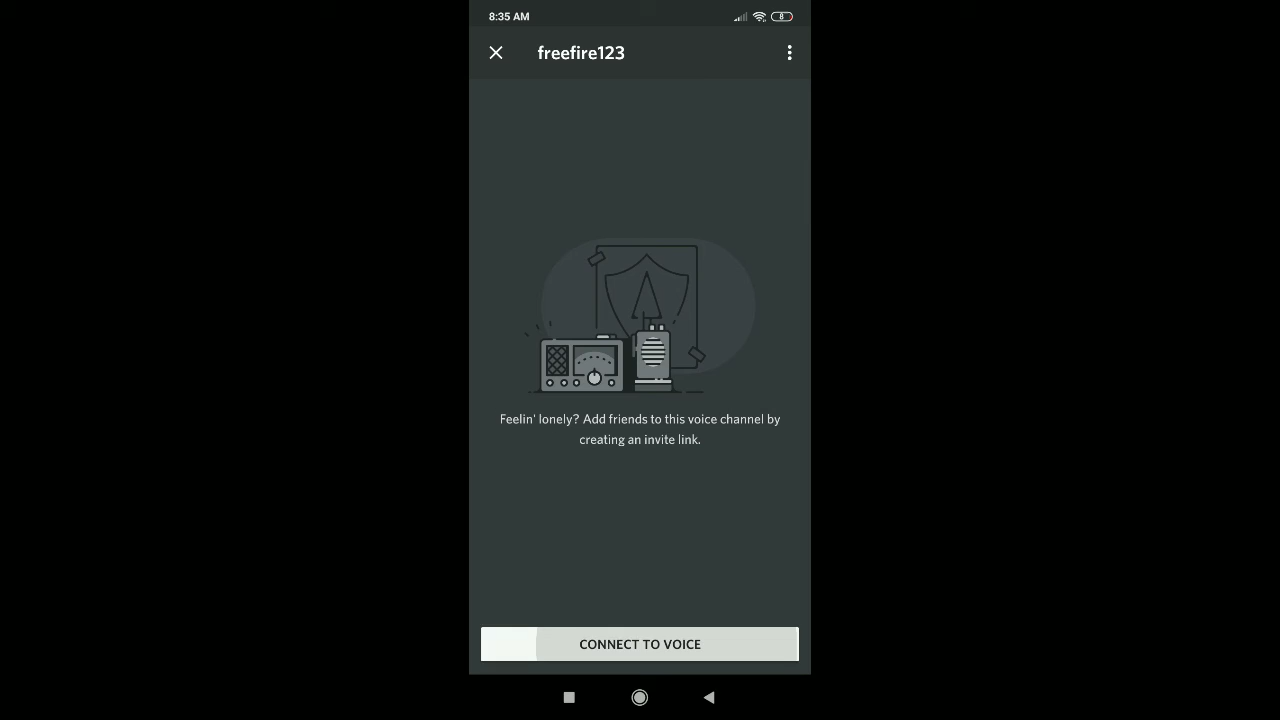 8:35 AM
8
freefire123
Feelin' lonely? Add friends to this voice channel by
creating an invite link.
CONNECT TO VOICE